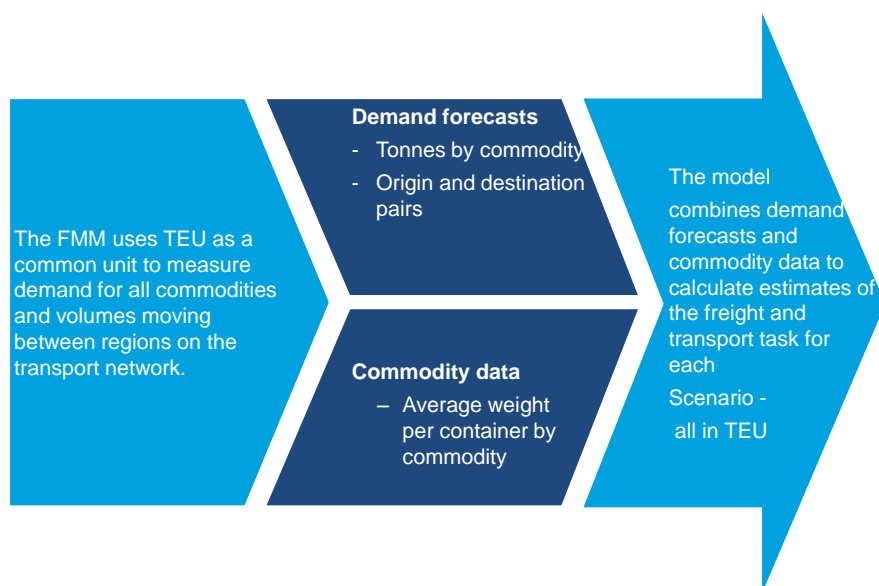 The FMM uses TEU as a
common unit to measure
demand for all commodities
and volumes moving
between regions on the
transport network.
Demand forecasts
- Tonnes by commodity
- Origin and destination
pairs
Commodity data
– Average weight
per container by
commodity
The model
combines demand
forecasts and
commodity data to
calculate estimates of
the freight and
transport task for
each
Scenario -
all in TEU